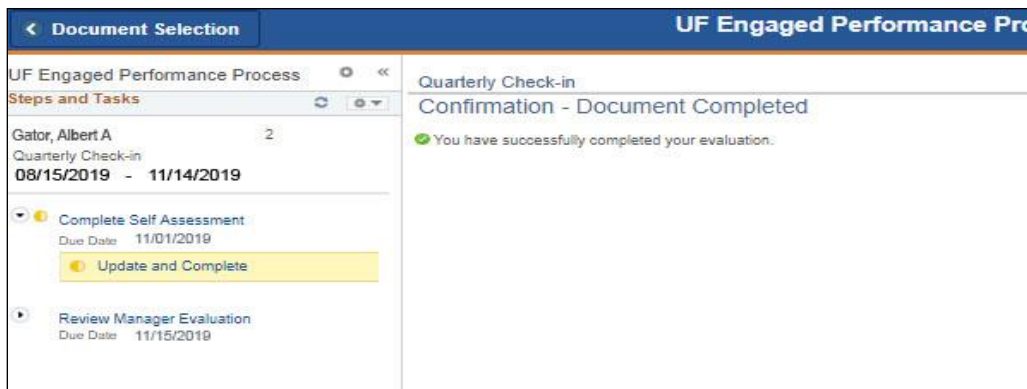 Document Selection
UF Engaged Performance Pro
UF Engaged Performance Process
Steps and Tasks
Gator, Albert A 2
Quarterly Check-in
08/15/2019 - 11/14/2019
Complete Self Assessment
Due Date 11/01/2019
Update and Complete
Review Manager Evaluation
Due Date 11/15/2019
Quarterly Check-in
Confirmation - Document Completed
You have successfully completed your evaluation.